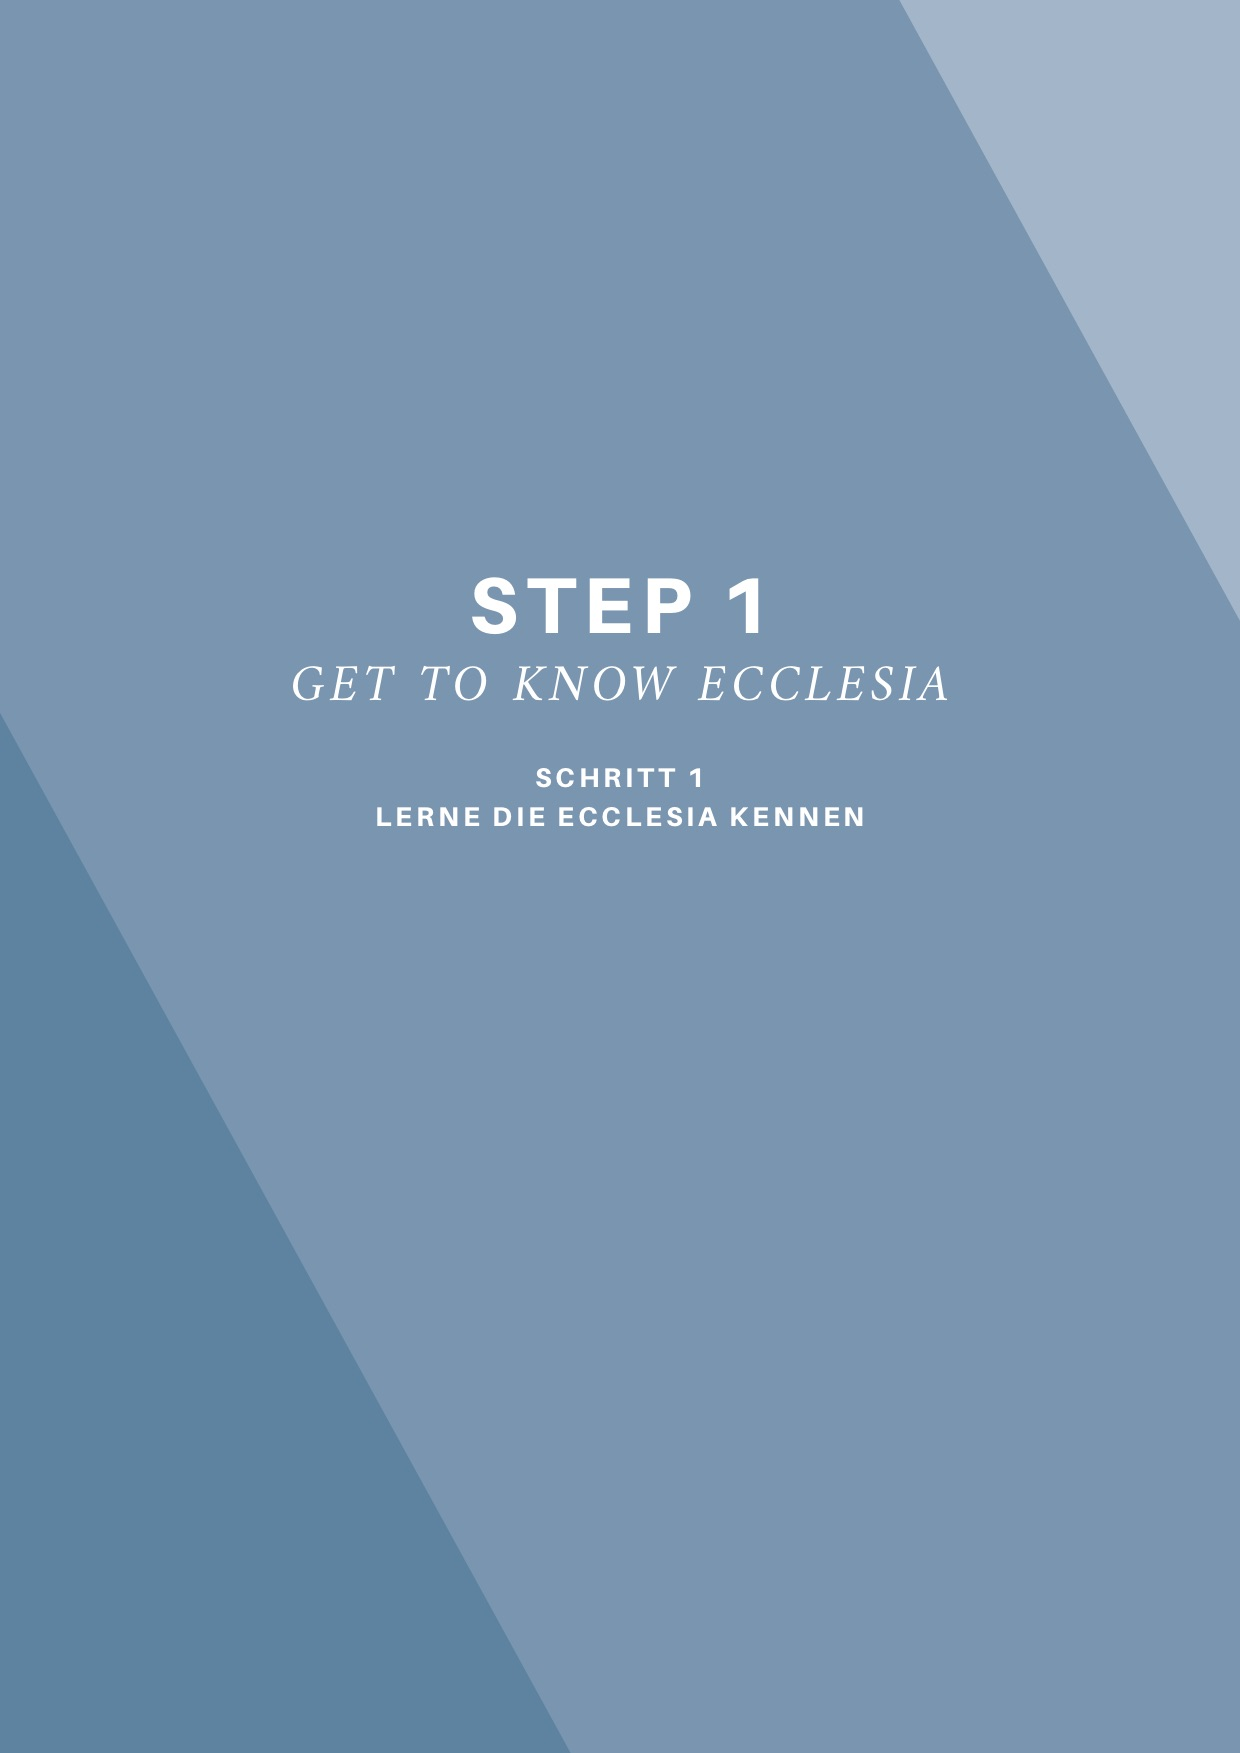 STEP 1
GET TO KNOW ECCLESIA
SCHRITT 1
LERNE DIE ECCLESIA KENNEN